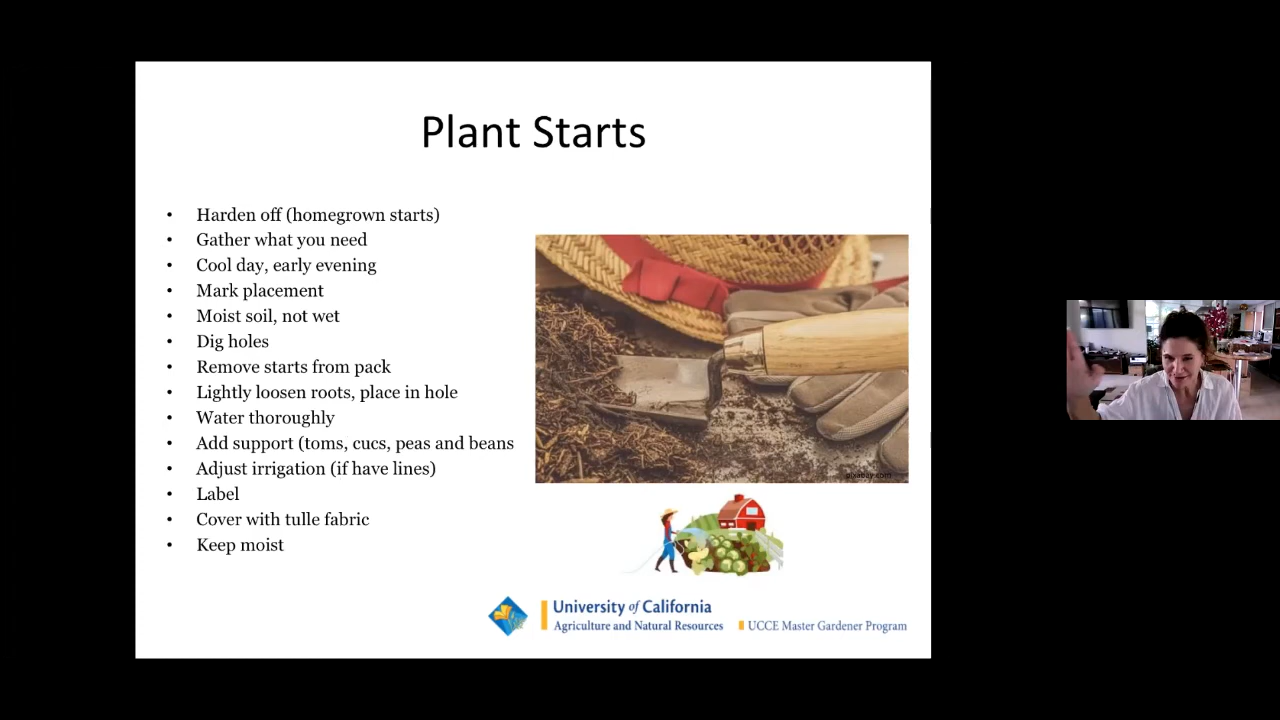 Plant Starts
• Harden off (homegrown starts)
• Gather what you need
• Cool day, early evening
• Mark placement
• Moist soil, not wet
• Dig holes
• Remove starts from pack
• Lightly loosen roots, place in hole
• Water thoroughly
• Add support (toms, cucs, peas and beans
• Adjust irrigation (if have lines)
• Label
• Cover with tulle fabric
• Keep moist
pixabay.com
University of California
Agriculture and Natural Resources
UCCE Master Gardener Program